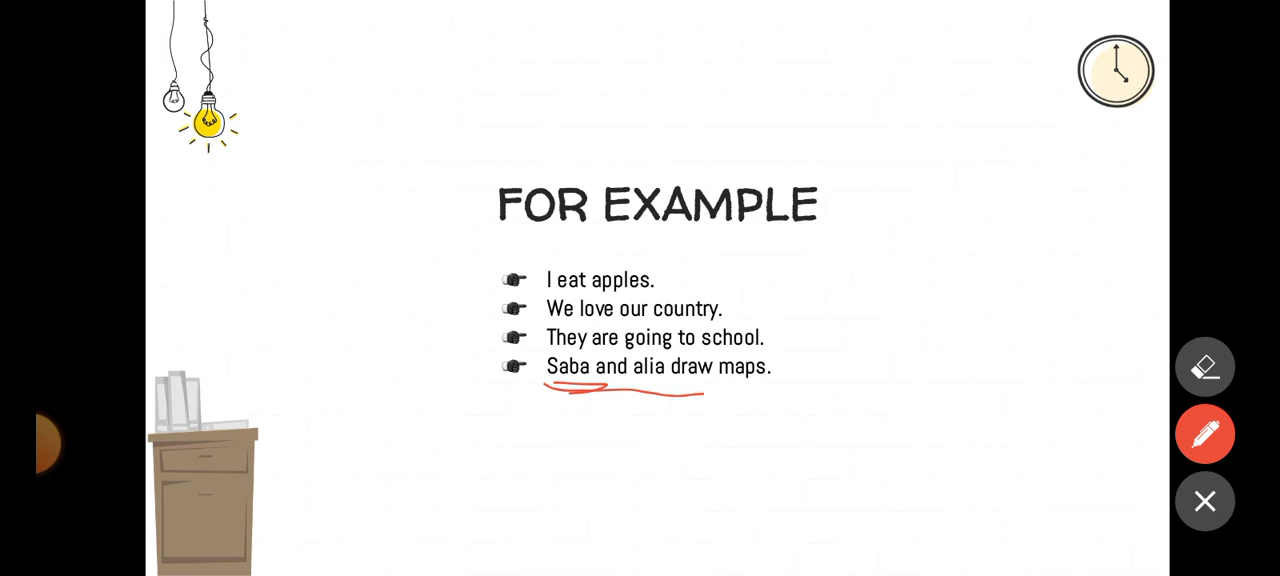 FOR EXAMPLE
I eat apples.
We love our country.
They are going to school.
Saba and alia draw maps.